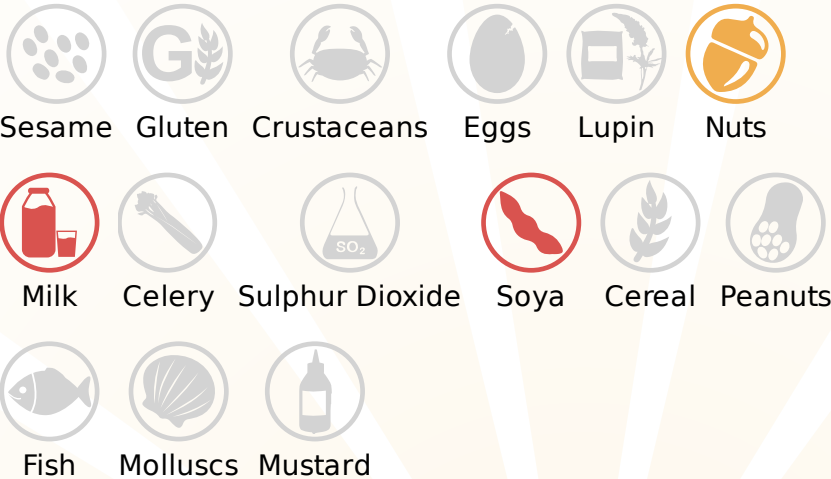 G
Sesame Gluten Crustaceans Eggs Lupin Nuts
SO₂
Milk Celery Sulphur Dioxide Soya Cereal Peanuts
Fish Molluscs Mustard